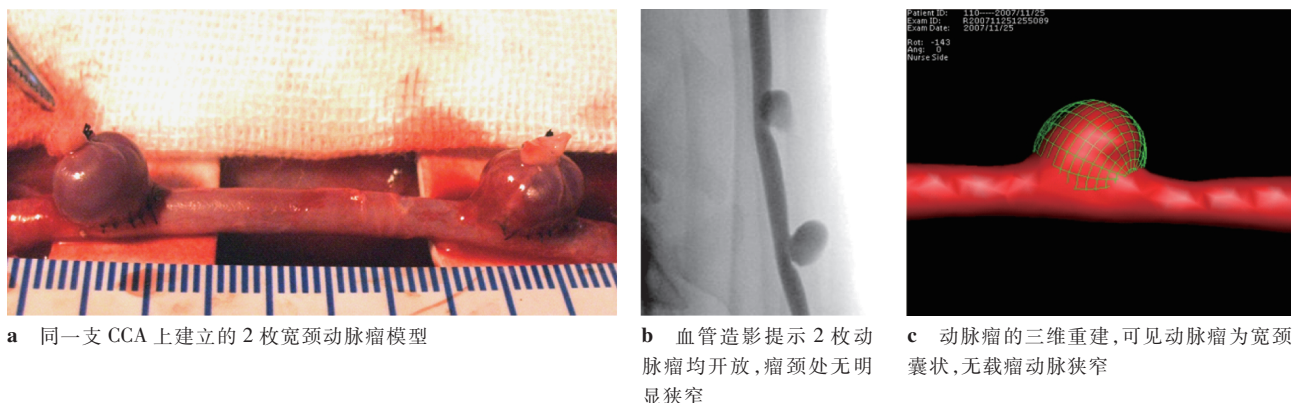 Patient ID: 110-----2007/11/25
Exam ID: R200711251255089
Exam Date: 2007/11/25
Rot: -143
Ang: 0
Nurse Side
a 同一支 CCA 上建立的 2 枚宽颈动脉瘤模型
b 血管造影提示 2 枚动
脉瘤均开放,瘤颈处无明
显狭窄
c 动脉瘤的三维重建,可见动脉瘤为宽颈
囊状,无载瘤动脉狭窄